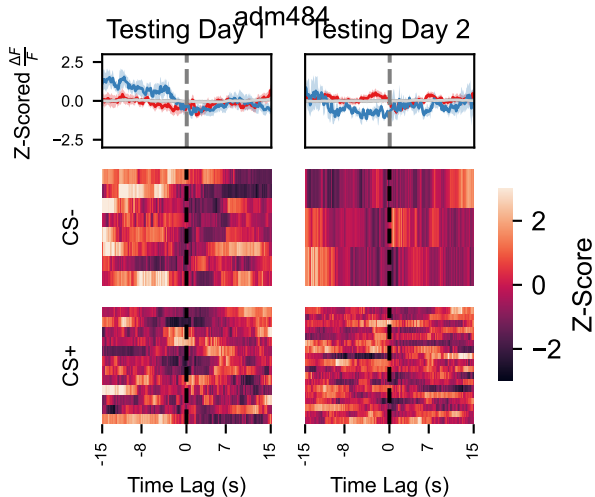 adm484
Testing Day 1
Testing Day 2
Z-Scored ΔF/F
2.5
0.0
−2.5
CS-
CS+
-15
-8
0
7
15
-15
-8
0
7
15
Time Lag (s)
Time Lag (s)
2
0
−2
Z-Score